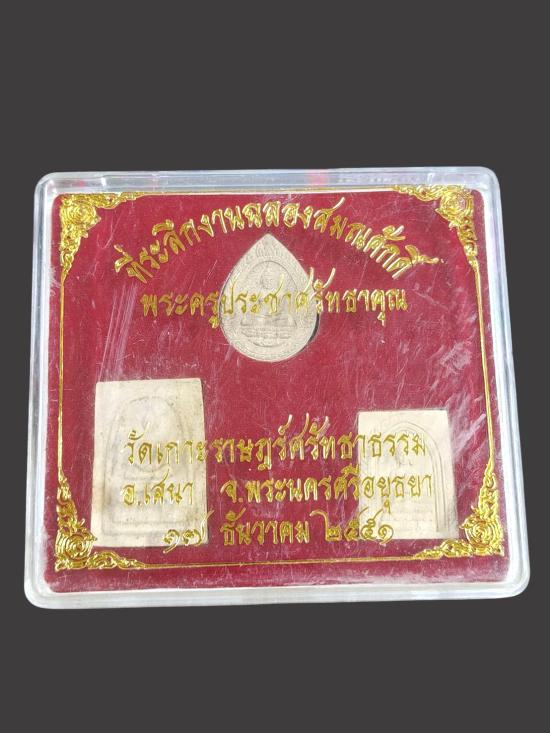 ที่ระลึกงานฉลองสมณศักดิ์
พระครูประชาศรัทธาคุณ
วัดเกาะราษฎร์ศรัทธาธรรม
อ.เสนา จ.พระนครศรีอยุธยา
๑๗ ธันวาคม ๒๕๕๑